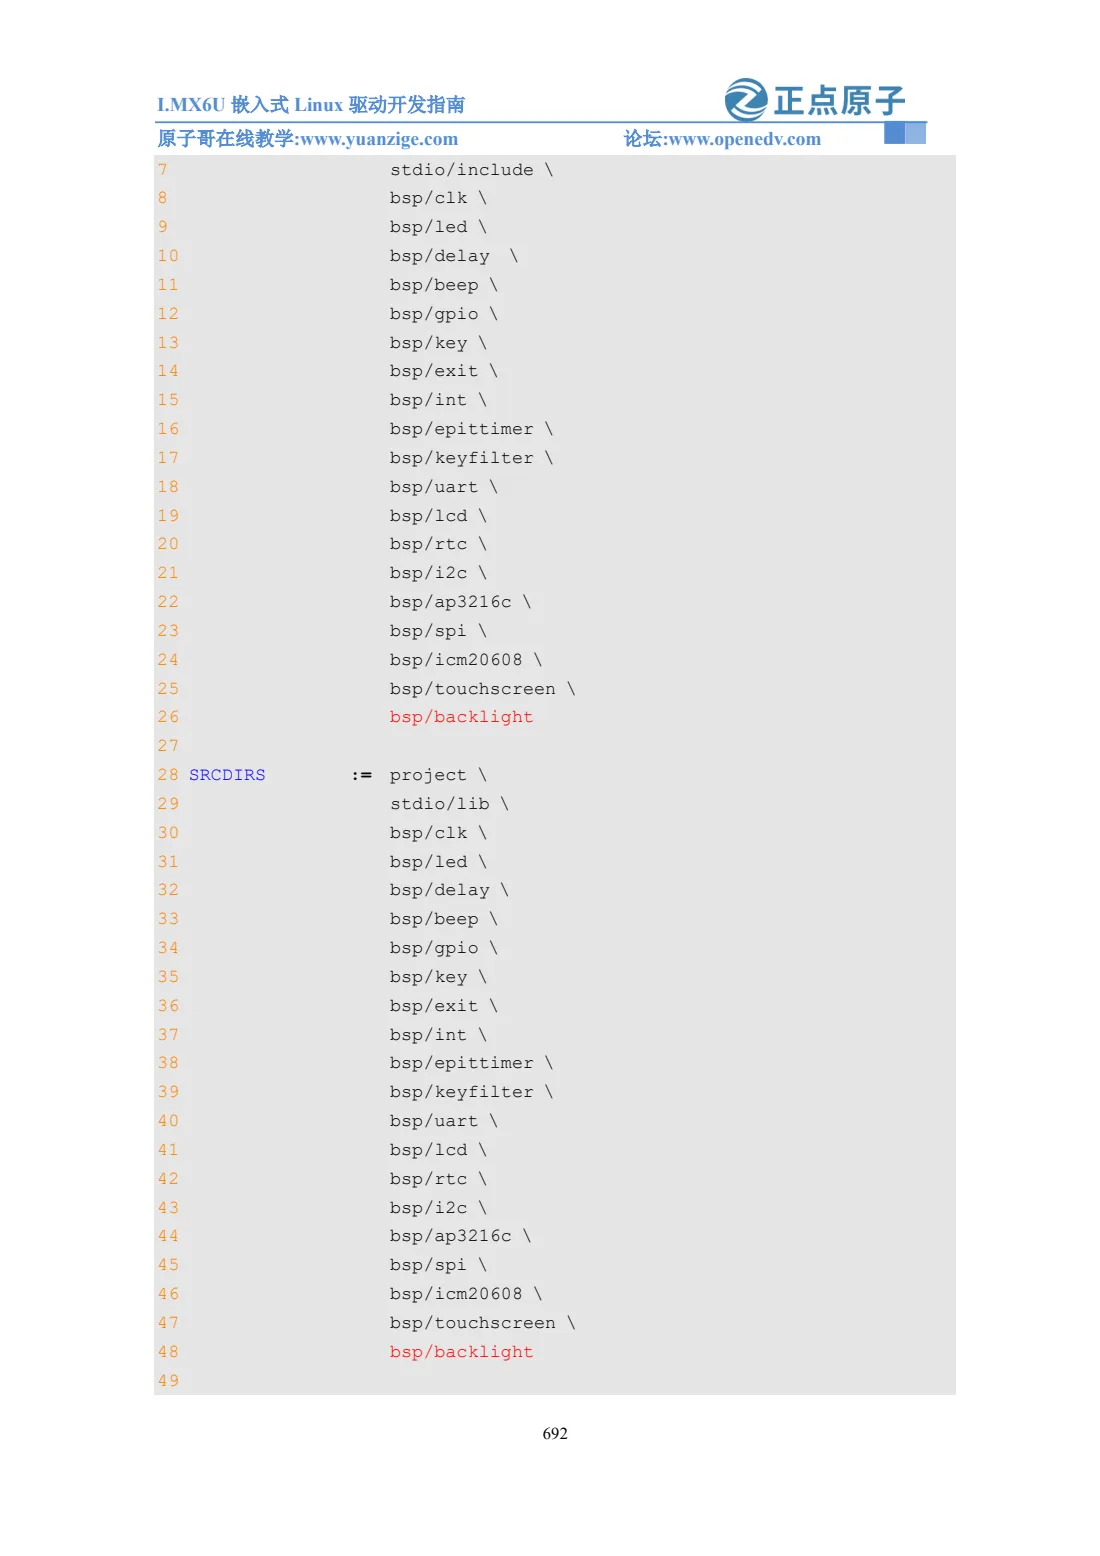 I.MX6U 嵌入式 Linux 驱动开发指南
正点原子
原子哥在线教学:www.yuanzige.com 论坛:www.openedv.com
7 stdio/include \
8 bsp/clk \
9 bsp/led \
10 bsp/delay  \
11 bsp/beep \
12 bsp/gpio \
13 bsp/key \
14 bsp/exit \
15 bsp/int \
16 bsp/epittimer \
17 bsp/keyfilter \
18 bsp/uart \
19 bsp/lcd \
20 bsp/rtc \
21 bsp/i2c \
22 bsp/ap3216c \
23 bsp/spi \
24 bsp/icm20608 \
25 bsp/touchscreen \
26 bsp/backlight
27
28 SRCDIRS := project \
29 stdio/lib \
30 bsp/clk \
31 bsp/led \
32 bsp/delay \
33 bsp/beep \
34 bsp/gpio \
35 bsp/key \
36 bsp/exit \
37 bsp/int \
38 bsp/epittimer \
39 bsp/keyfilter \
40 bsp/uart \
41 bsp/lcd \
42 bsp/rtc \
43 bsp/i2c \
44 bsp/ap3216c \
45 bsp/spi \
46 bsp/icm20608 \
47 bsp/touchscreen \
48 bsp/backlight
49
692